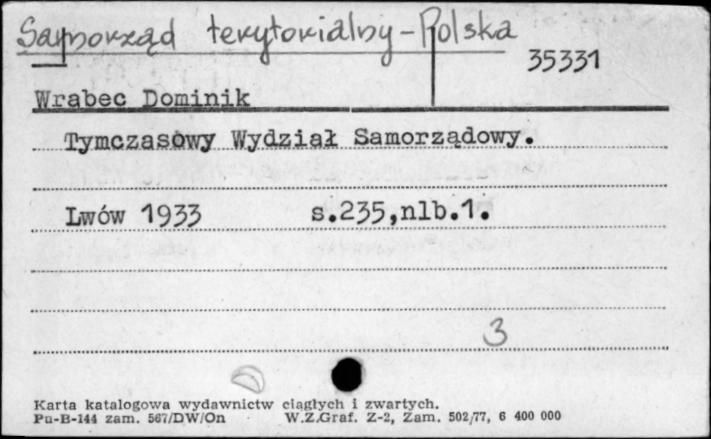 Samorząd terytorialny - Polska
35331
Wrabec Dominik
Tymczasowy Wydział Samorządowy.
Lwów 1933 s.235,nlb.1.
3
Karta katalogowa wydawnictw ciągłych i zwartych.
Pu-B-144 zam. 567/DW/On W.Z.Graf. Z-2, Zam. 502/77, 6 400 000